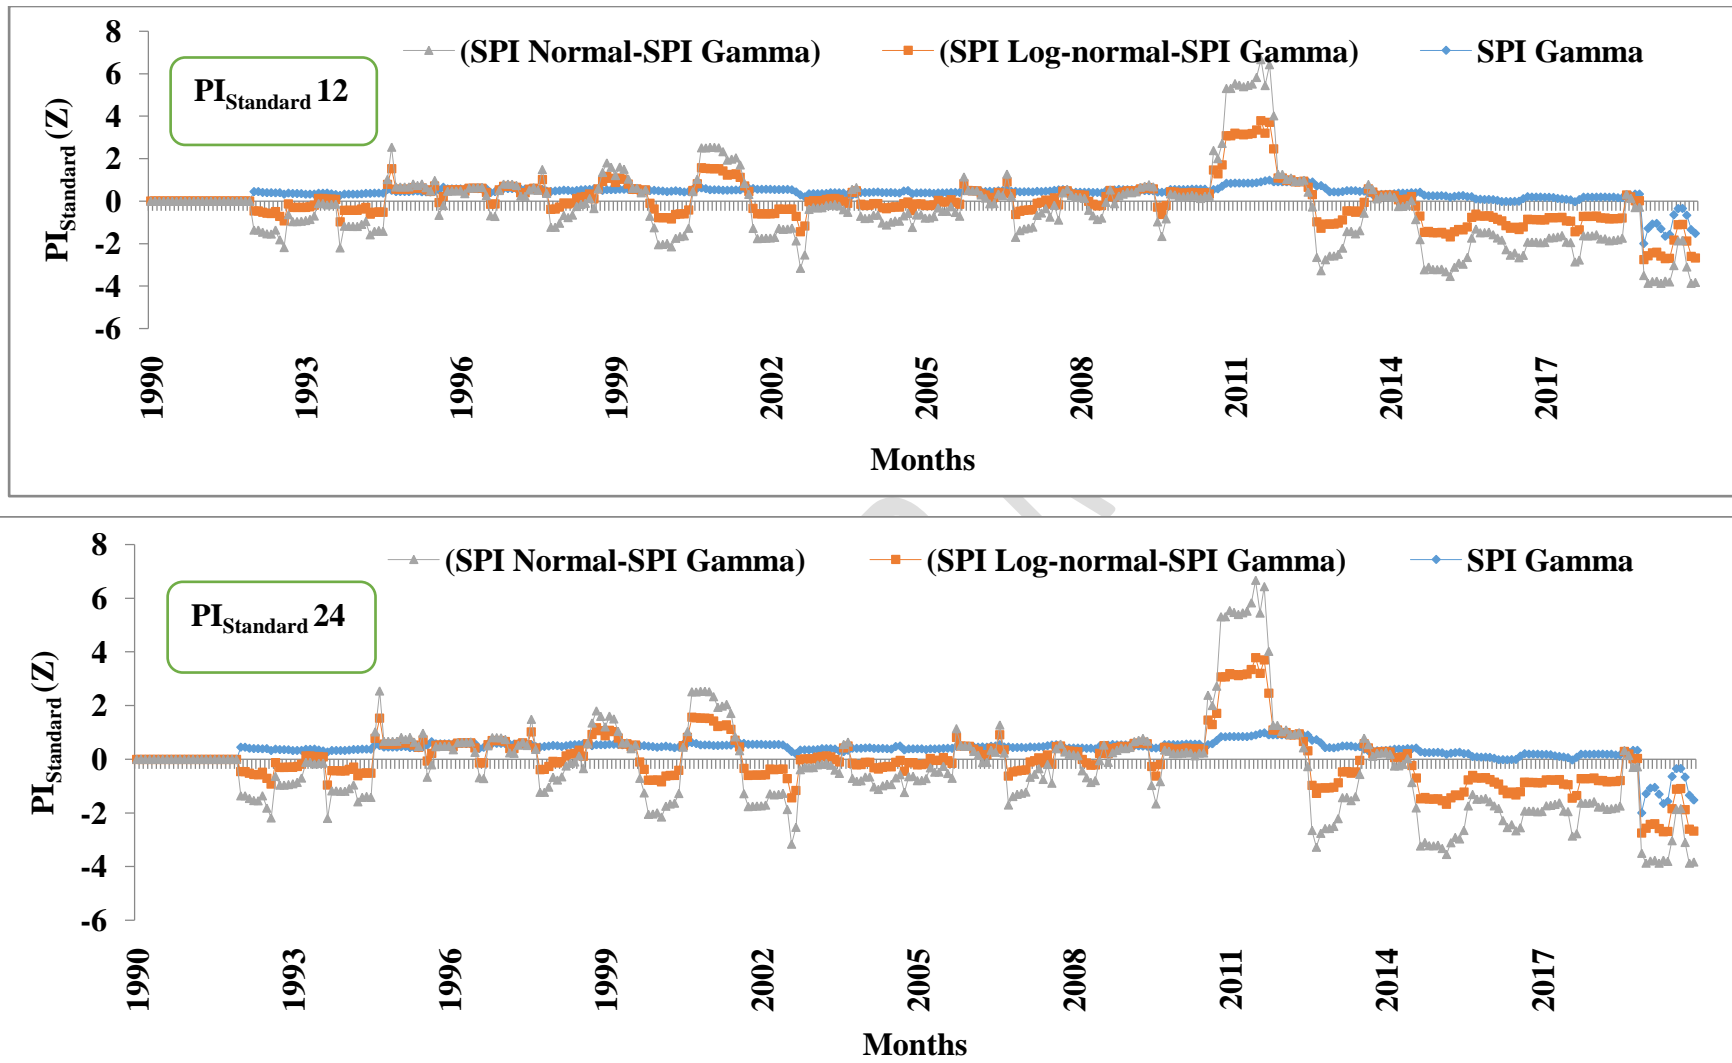 8
(SPI Normal-SPI Gamma) (SPI Log-normal-SPI Gamma) SPI Gamma
6
PIStandard 12
4
2
0
-2
-4
-6
PIStandard (Z)
1990 1993 1996 1999 2002 2005 2008 2011 2014 2017
Months
8
(SPI Normal-SPI Gamma) (SPI Log-normal-SPI Gamma) SPI Gamma
6
PIStandard 24
4
2
0
-2
-4
-6
PIStandard (Z)
1990 1993 1996 1999 2002 2005 2008 2011 2014 2017
Months